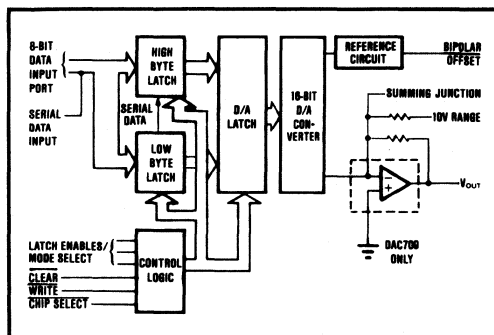 8-BIT
DATA
INPUT
PORT
SERIAL
DATA
INPUT
HIGH
BYTE
LATCH
SERIAL
DATA
LOW
BYTE
LATCH
D/A
LATCH
16-BIT
D/A
CON-
VERTER
REFERENCE
CIRCUIT
BIPOLAR
OFFSET
SUMMING JUNCTION
10V RANGE
−
+
VOUT
DAC709
ONLY
LATCH ENABLES/
MODE SELECT
CLEAR
WRITE
CHIP SELECT
CONTROL
LOGIC